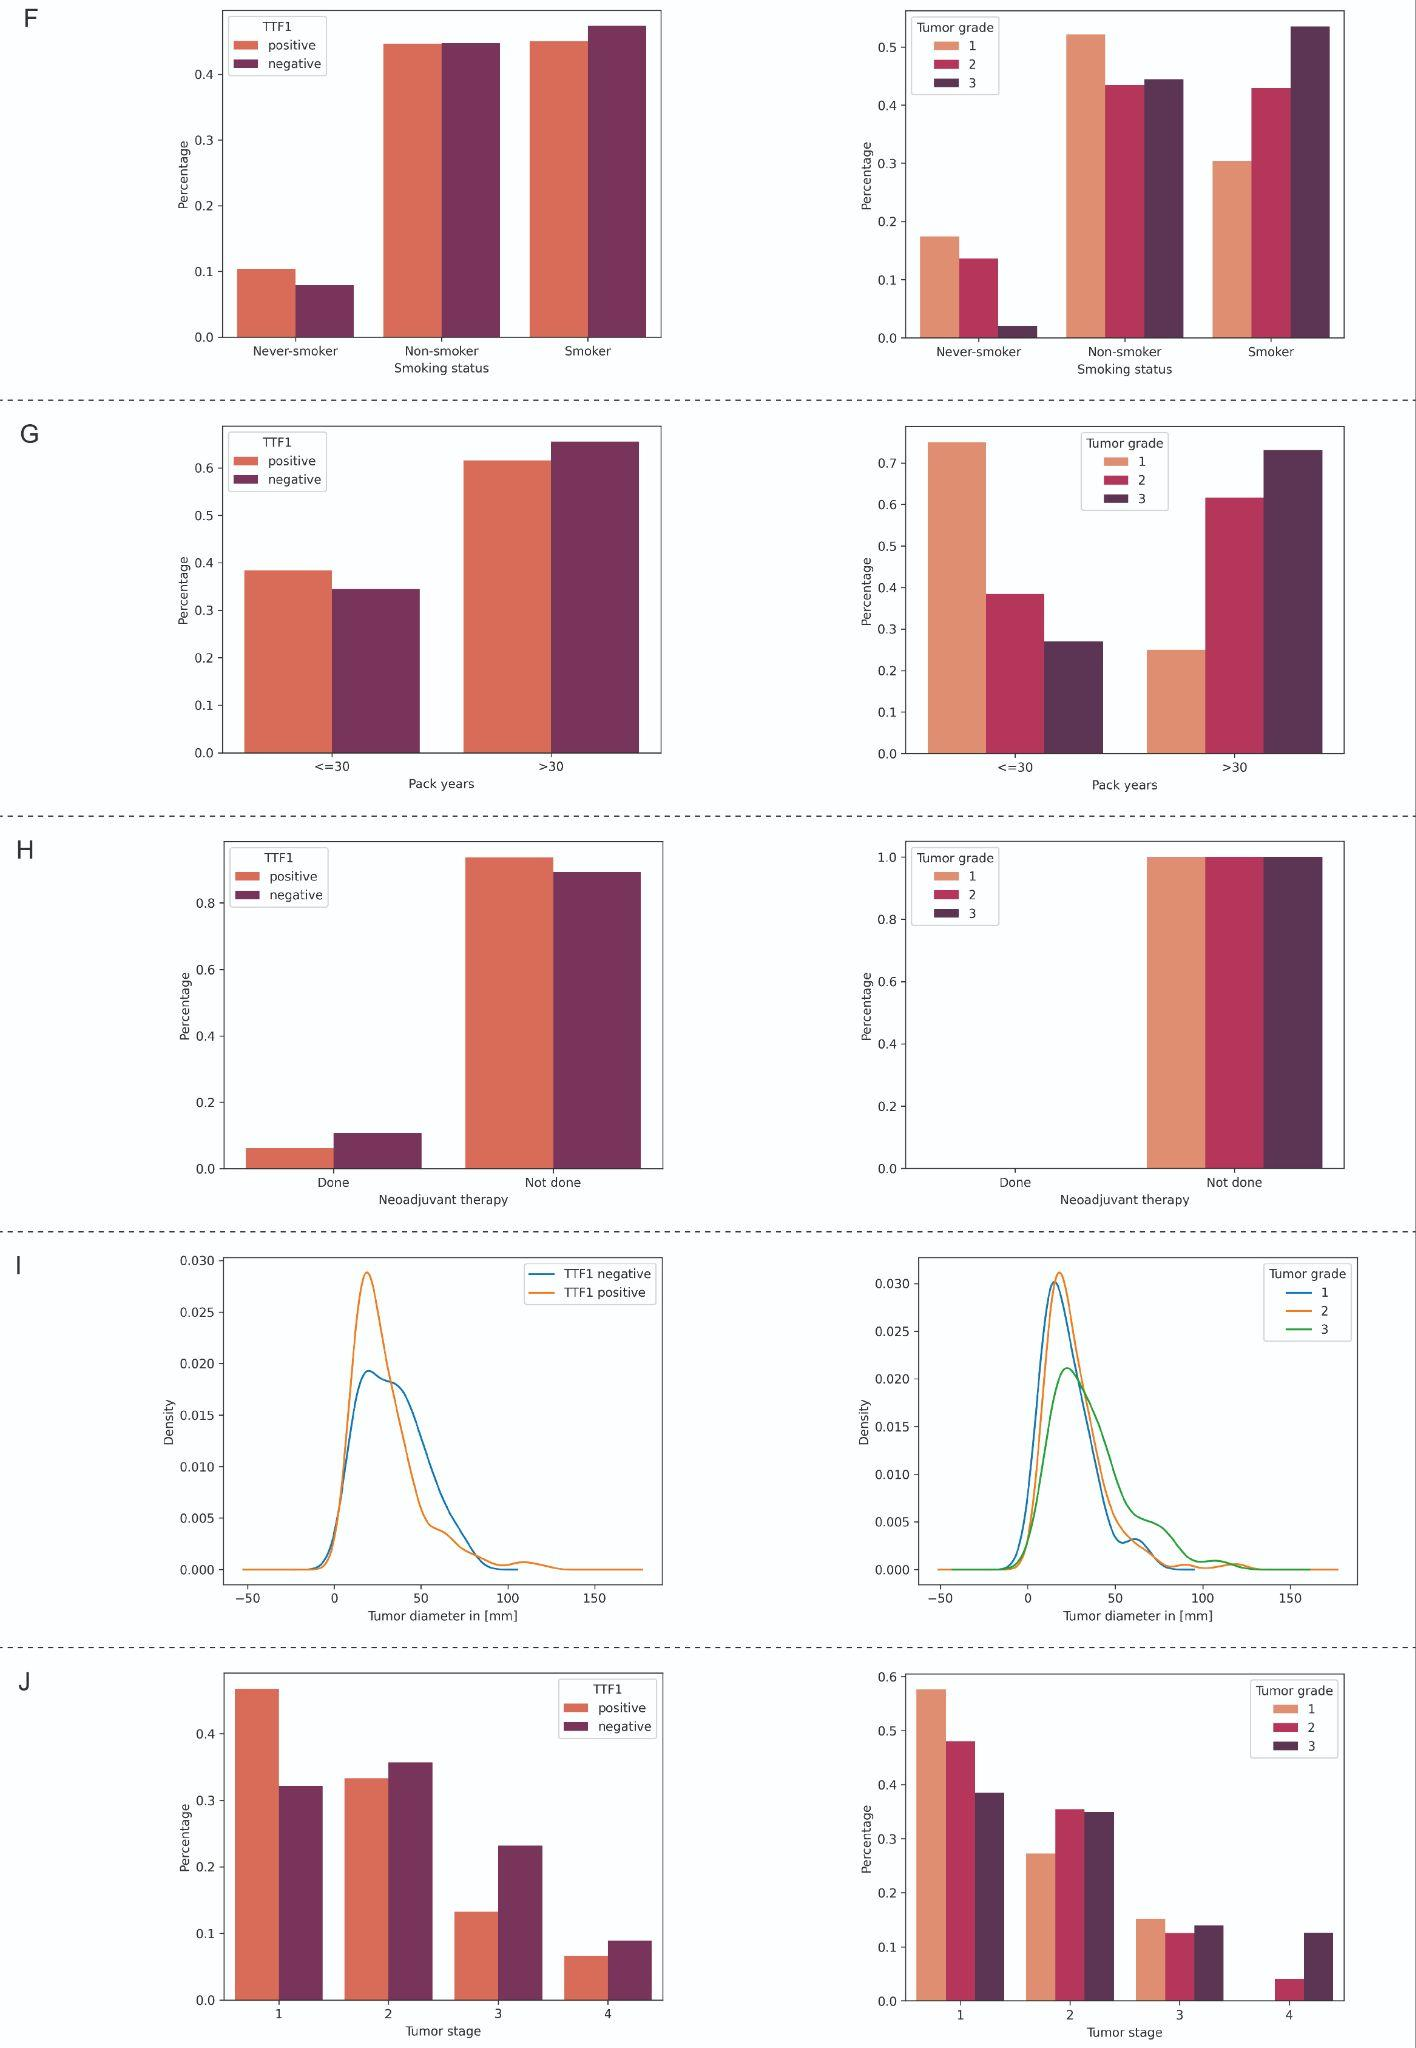 F
TTF1
positive
negative
0.4
0.3
0.2
0.1
0.0
Percentage
Never-smoker Non-smoker Smoker
Smoking status
Tumor grade
1
2
3
0.5
0.4
0.3
0.2
0.1
0.0
Percentage
Never-smoker Non-smoker Smoker
Smoking status
G
TTF1
positive
negative
0.6
0.5
0.4
0.3
0.2
0.1
0.0
Percentage
<=30 >30
Pack years
Tumor grade
1
2
3
0.7
0.6
0.5
0.4
0.3
0.2
0.1
0.0
Percentage
<=30 >30
Pack years
H
TTF1
positive
negative
0.8
0.6
0.4
0.2
0.0
Percentage
Done Not done
Neoadjuvant therapy
Tumor grade
1
2
3
1.0
0.8
0.6
0.4
0.2
0.0
Percentage
Done Not done
Neoadjuvant therapy
I
TTF1 negative
TTF1 positive
0.030
0.025
0.020
0.015
0.010
0.005
0.000
Density
−50 0 50 100 150
Tumor diameter in [mm]
Tumor grade
1
2
3
0.030
0.025
0.020
0.015
0.010
0.005
0.000
Density
−50 0 50 100 150
Tumor diameter in [mm]
J
TTF1
positive
negative
0.4
0.3
0.2
0.1
0.0
Percentage
1 2 3 4
Tumor stage
Tumor grade
1
2
3
0.6
0.5
0.4
0.3
0.2
0.1
0.0
Percentage
1 2 3 4
Tumor stage